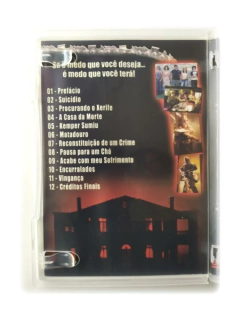 Se é medo que você deseja...
é medo que você terá!
01 - Prefácio
02 - Suicídio
03 - Procurando o Xerife
04 - A Casa da Morte
05 - Kemper Sumiu
06 - Matadouro
07 - Reconstituição de um Crime
08 - Pausa para um Chá
09 - Acabe com meu Sofrimento
10 - Encurralados
11 - Vingança
12 - Créditos Finais